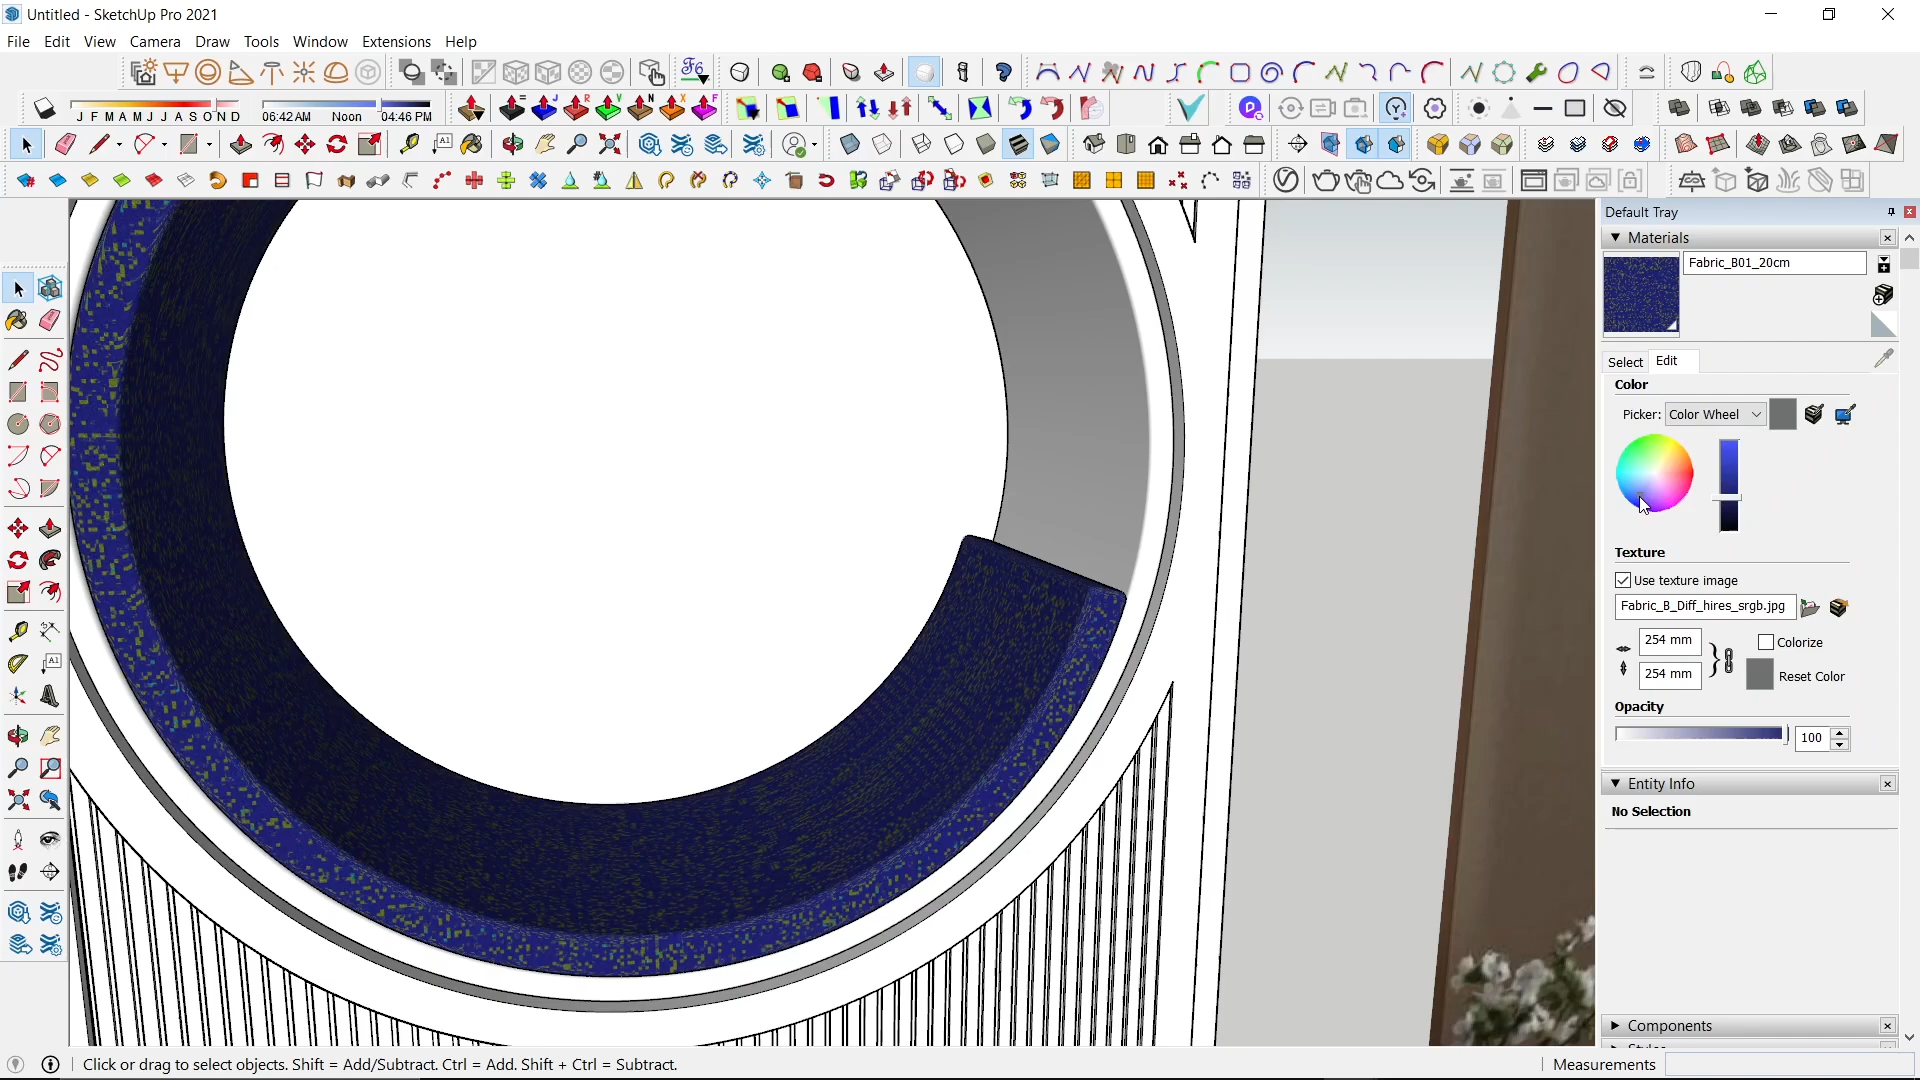 Untitled - SketchUp Pro 2021
File Edit View Camera Draw Tools Window Extensions Help
J F M A M J J A S O N D 06:42 AM Noon 04:46 PM
Default Tray
Materials
Fabric_B01_20cm
Select Edit
Color
Picker: Color Wheel
Texture
Use texture image
Fabric_B_Diff_hires_srgb.jpg
254 mm
Colorize
254 mm
Reset Color
Opacity
100
Entity Info
No Selection
Components
Click or drag to select objects. Shift = Add/Subtract. Ctrl = Add. Shift + Ctrl = Subtract.
Measurements